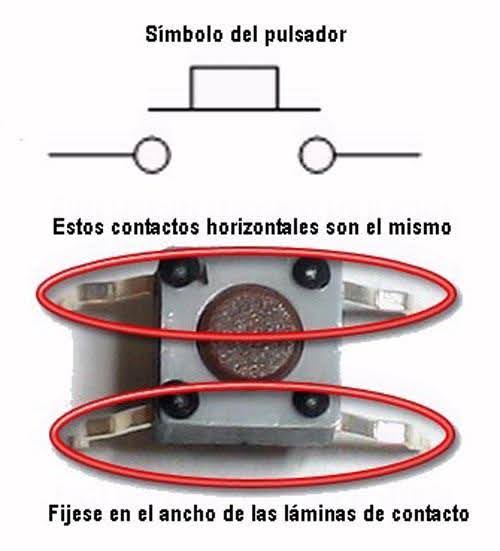 Símbolo del pulsador
Estos contactos horizontales son el mismo
Fijese en el ancho de las láminas de contacto